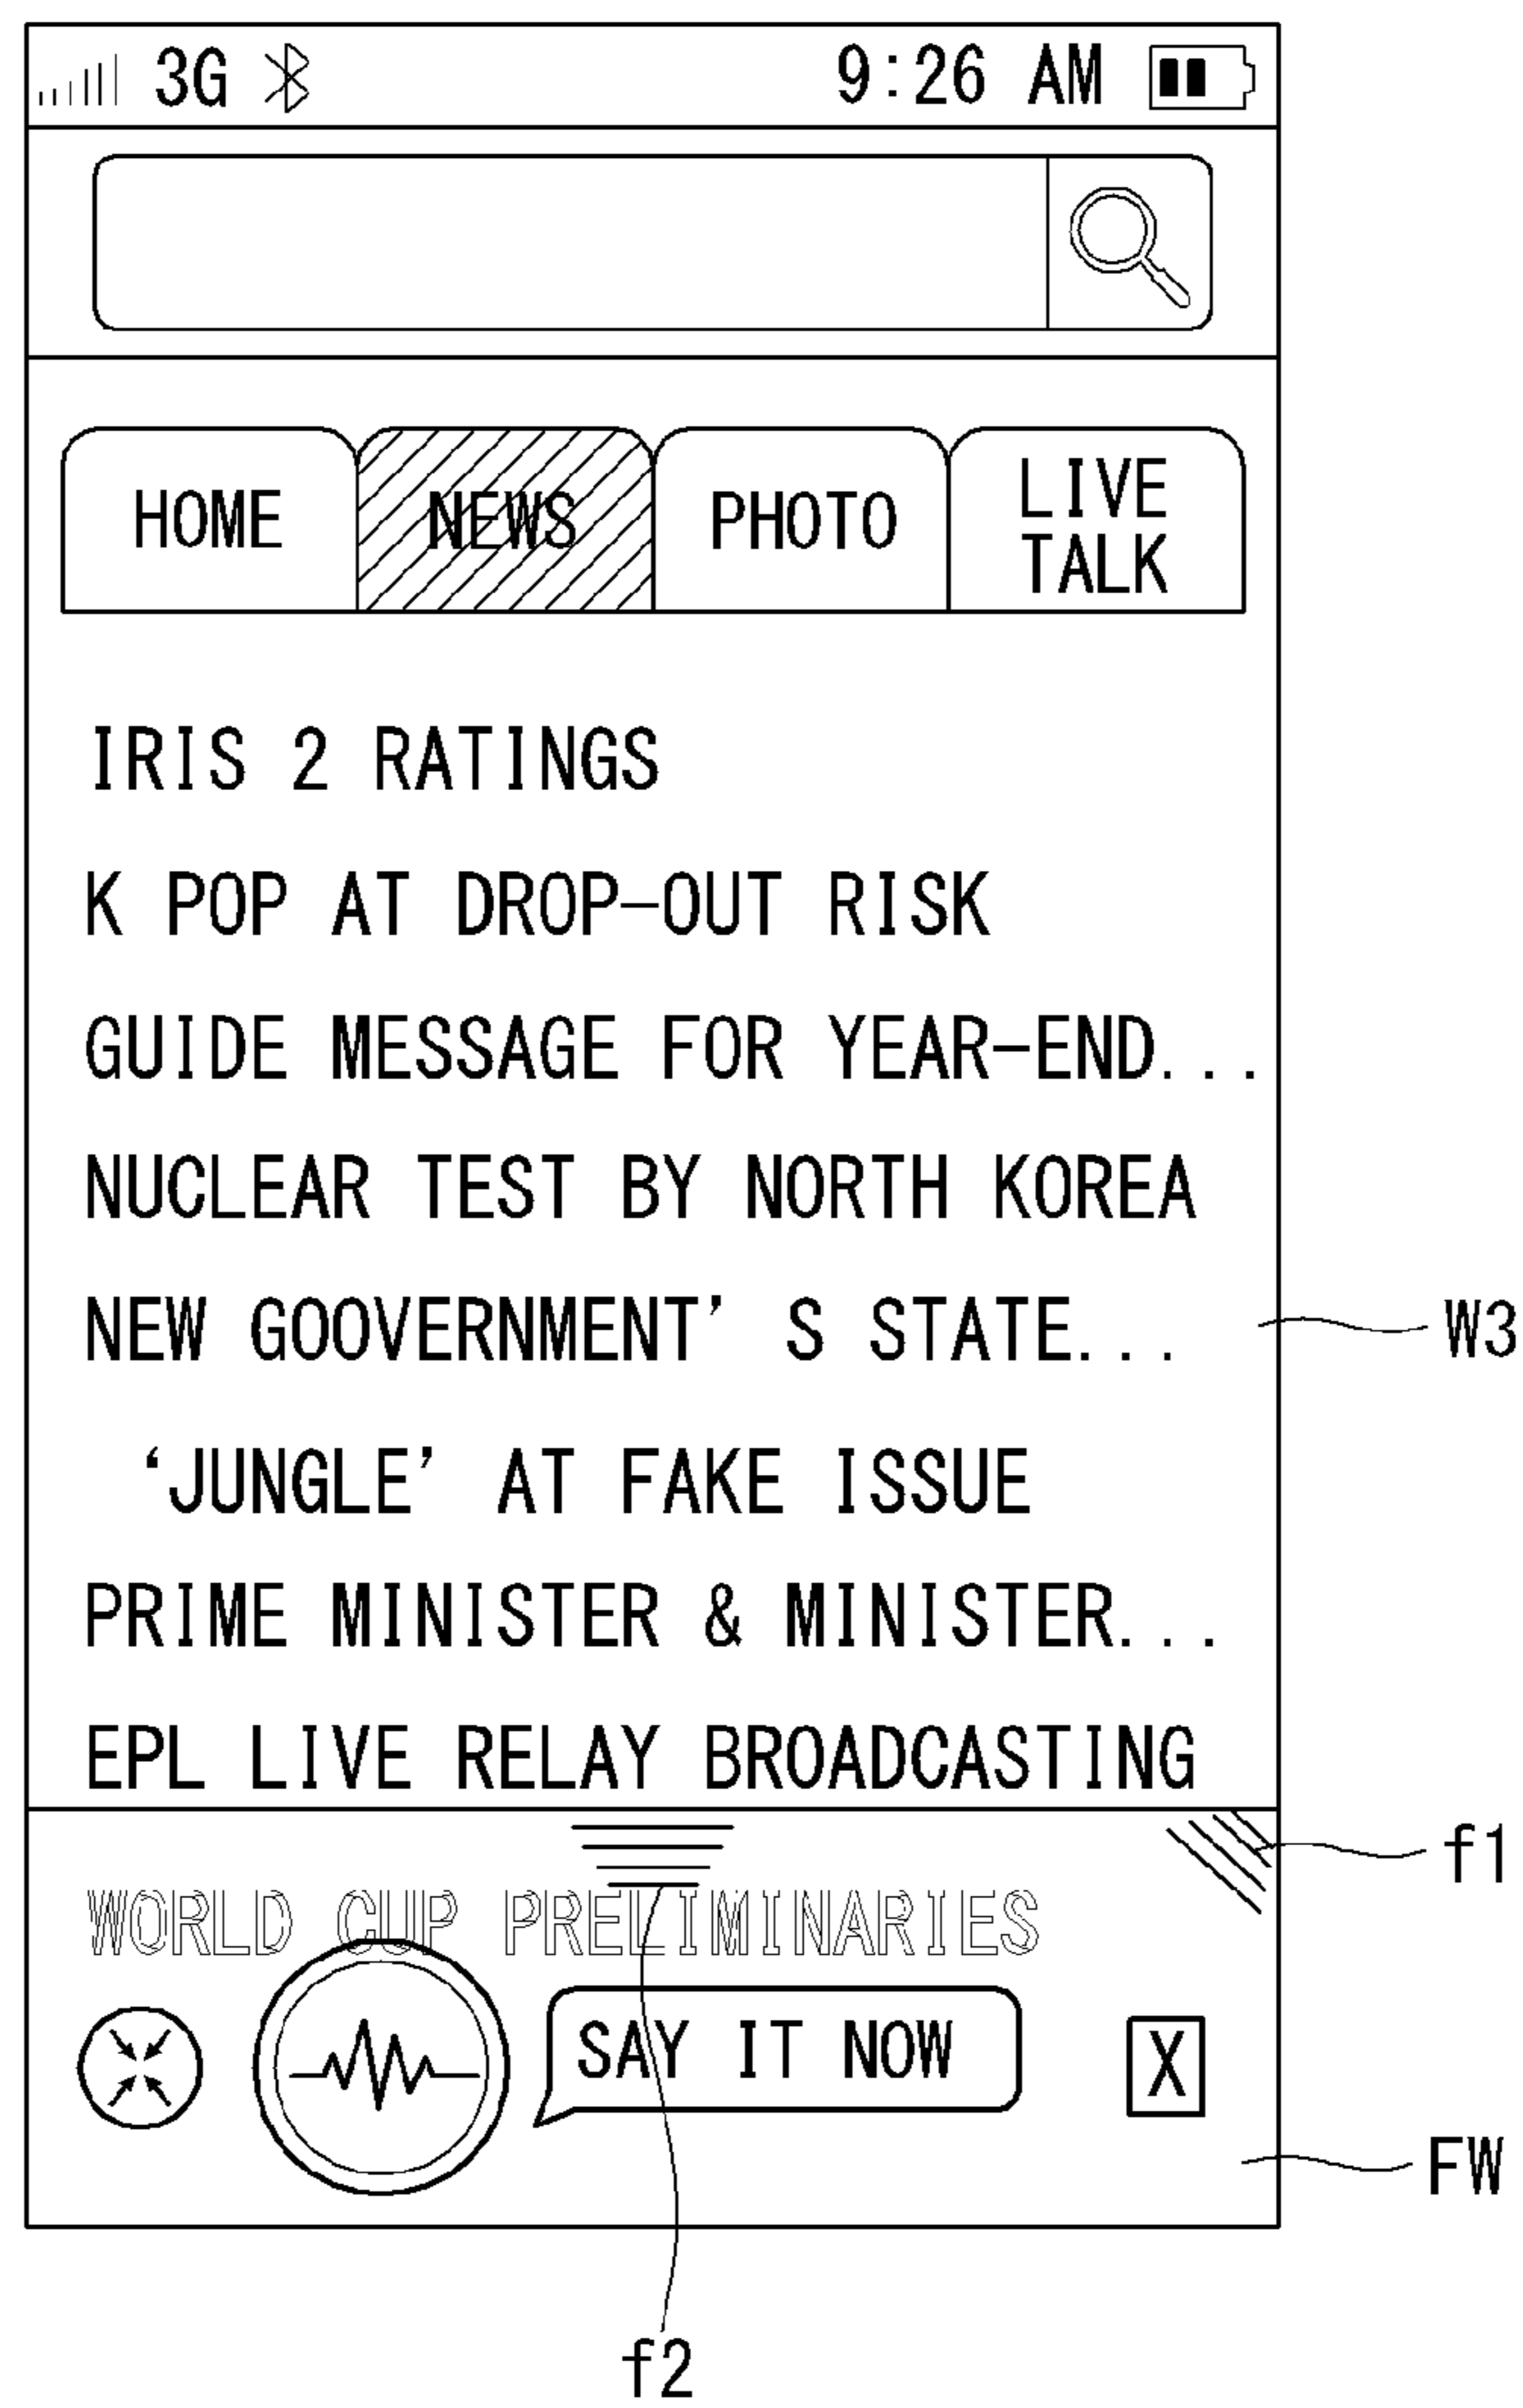 3G 9:26 AM
HOME NEWS PHOTO LIVE TALK
IRIS 2 RATINGS
K POP AT DROP-OUT RISK
GUIDE MESSAGE FOR YEAR-END...
NUCLEAR TEST BY NORTH KOREA
NEW GOOVERNMENT' S STATE...
W3
‘JUNGLE’ AT FAKE ISSUE
PRIME MINISTER & MINISTER...
EPL LIVE RELAY BROADCASTING
f1
WORLD CUP PRELIMINARIES
SAY IT NOW
X
FW
f2